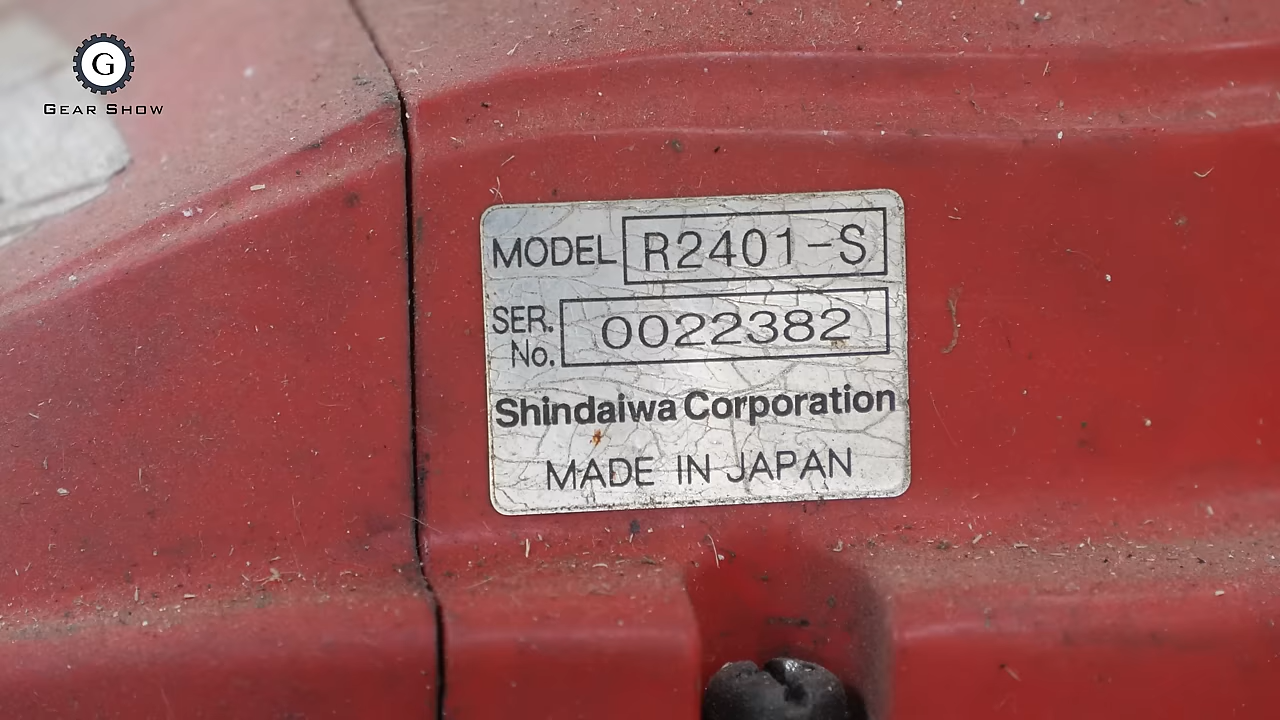 G
GEAR SHOW
MODEL R2401-S
SER. No. 0022382
Shindaiwa Corporation
MADE IN JAPAN